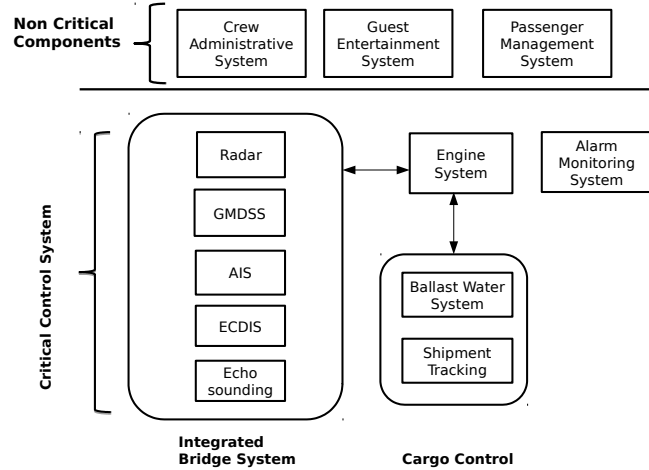 Non Critical
Components
Crew
Administrative
System
Guest
Entertainment
System
Passenger
Management
System
Critical Control System
Radar
GMDSS
AIS
ECDIS
Echo
sounding
Integrated
Bridge System
Engine
System
Alarm
Monitoring
System
Ballast Water
System
Shipment
Tracking
Cargo Control